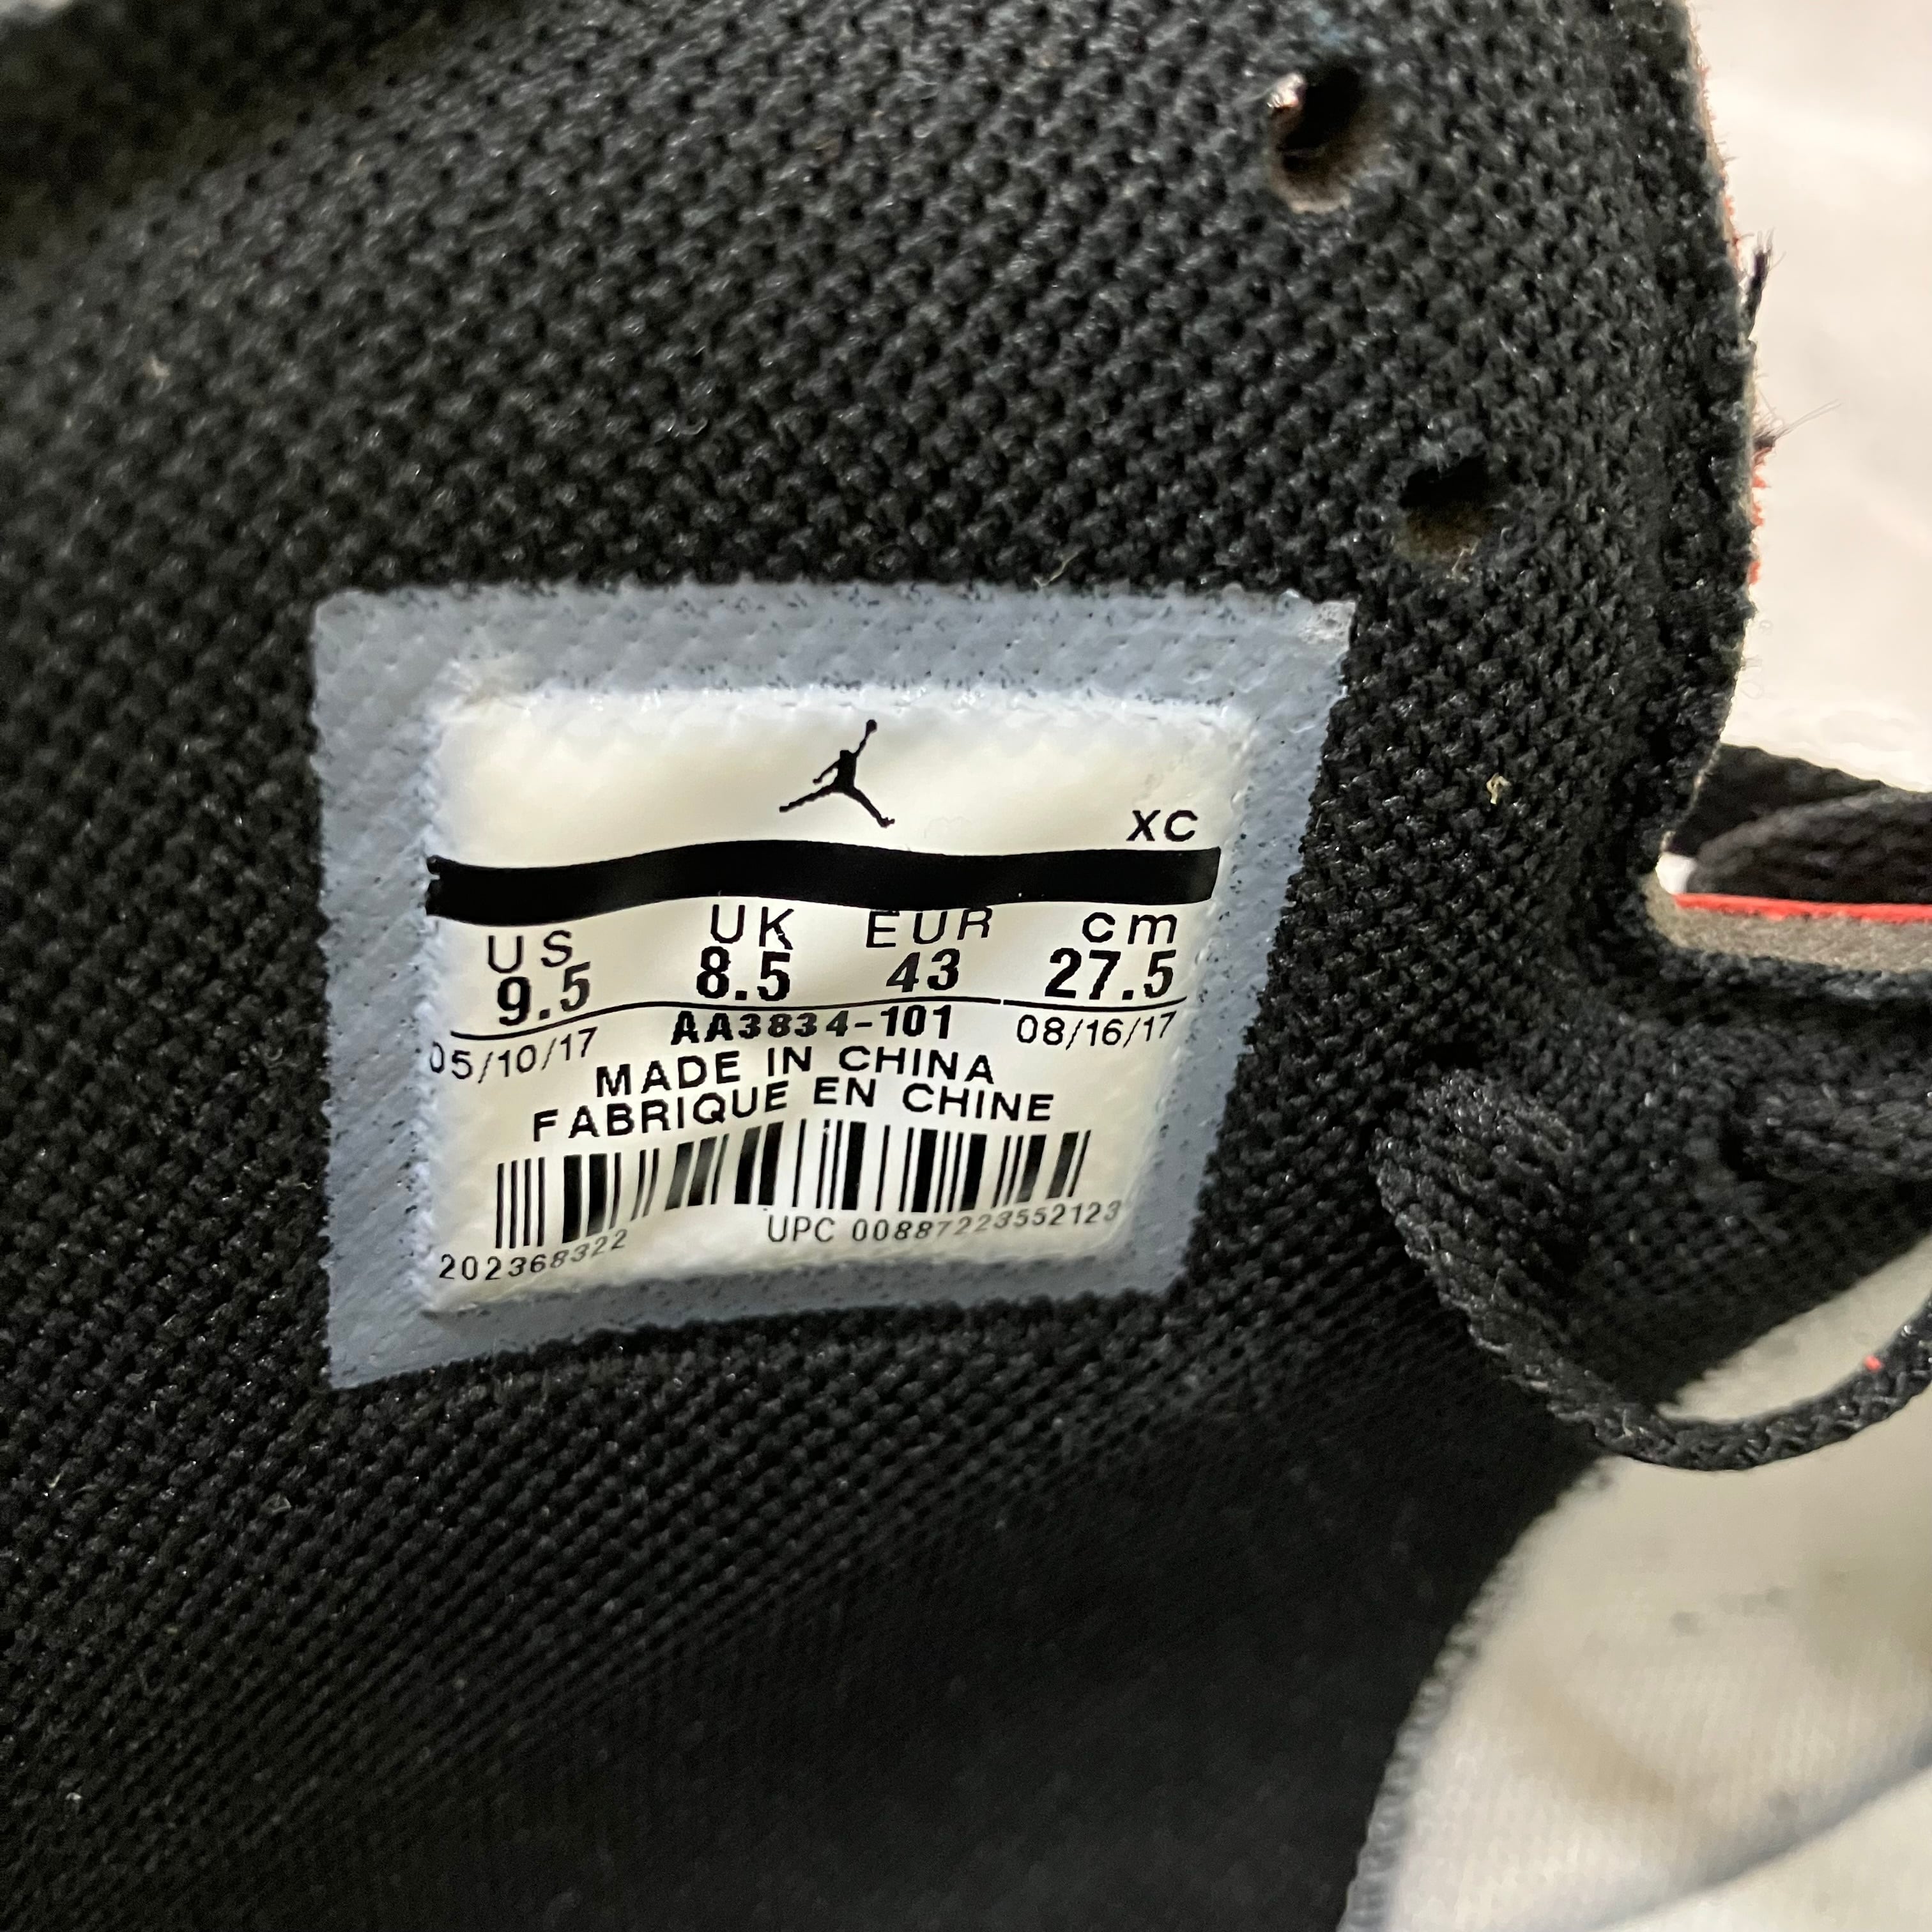 XC
US UK EUR cm
9.5 8.5 43 27.5
05/10/17 AA3834-101 08/16/17
MADE IN CHINA
FABRIQUE EN CHINE
202368322 UPC 00887223552123